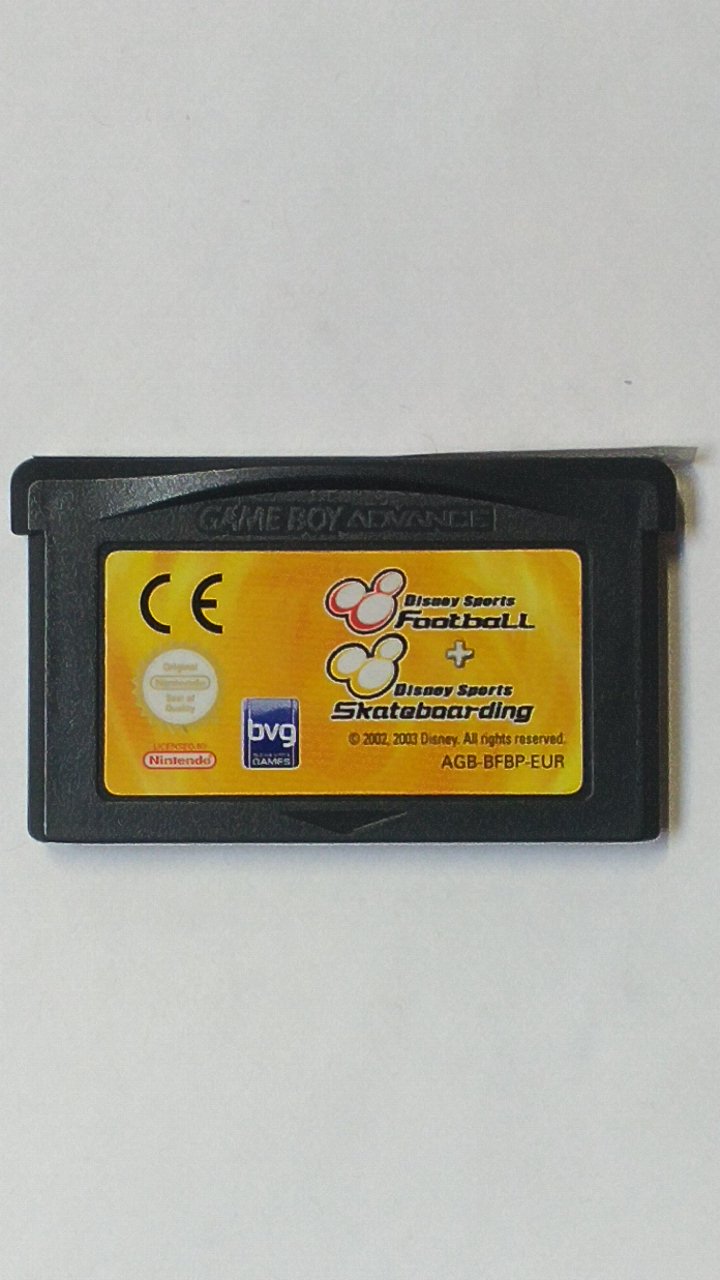 GAME BOY ADVANCE
CE
Disney Sports
Football
+
Disney Sports
Skateboarding
Original
Nintendo
Seal of
Quality
LICENSED BY
Nintendo
bvg
GAMES
© 2002, 2003 Disney. All rights reserved.
AGB-BFBP-EUR